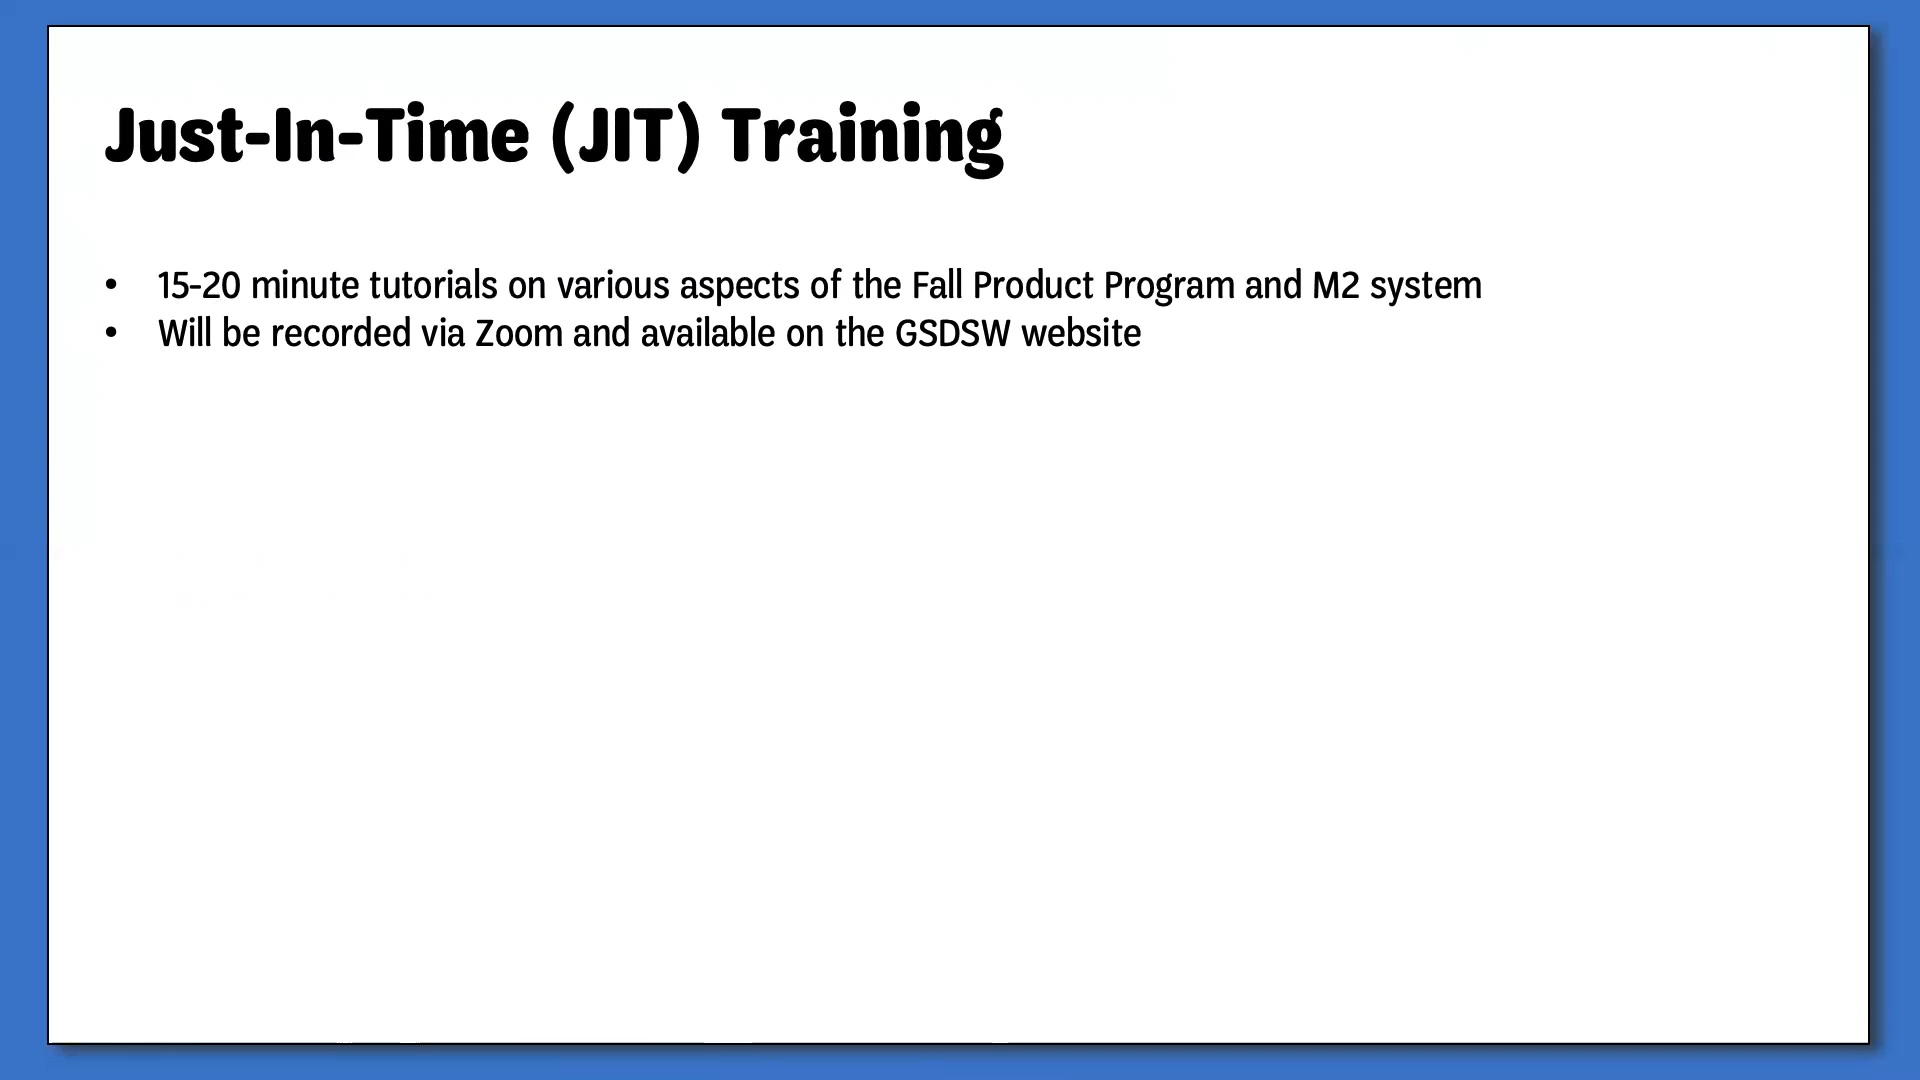 Just-In-Time (JIT) Training
• 15-20 minute tutorials on various aspects of the Fall Product Program and M2 system
• Will be recorded via Zoom and available on the GSDSW website